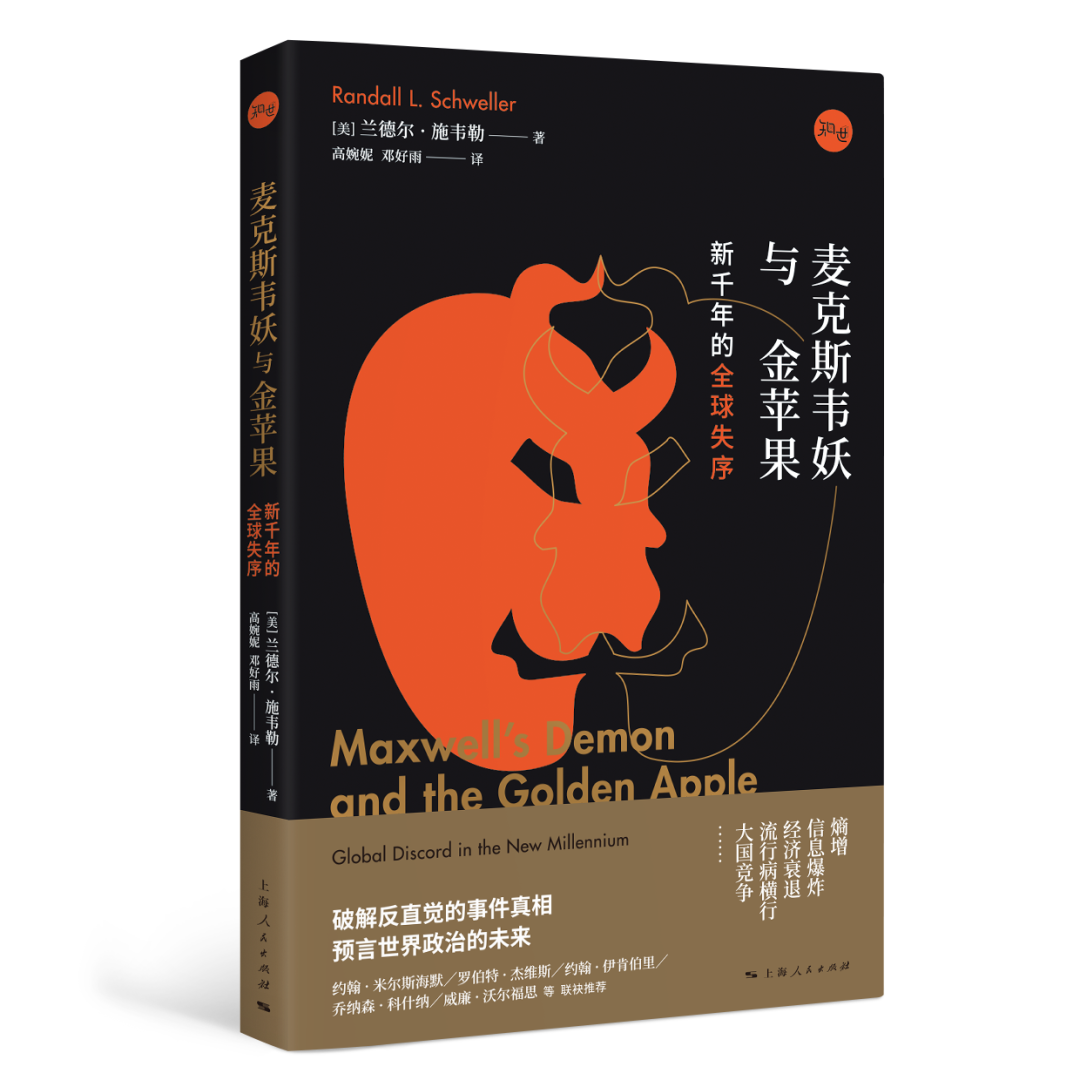 Randall L. Schweller
[美] 兰德尔·施韦勒——著
高婉妮 邓好雨——译
知世
麦克斯韦妖
与 金苹果
新千年的全球失序
Maxwell's Demon
and the Golden Apple
Global Discord in the New Millennium
熵增
信息爆炸
经济衰退
流行病横行
大国竞争
……
破解反直觉的事件真相
预言世界政治的未来
约翰·米尔斯海默／罗伯特·杰维斯／约翰·伊肯伯里／
乔纳森·科什纳／威廉·沃尔福思 等 联袂推荐
上海人民出版社
知世
麦克斯韦妖与金苹果
新千年的
全球失序
[美] 兰德尔·施韦勒——著
高婉妮 邓好雨——译
上海人民出版社